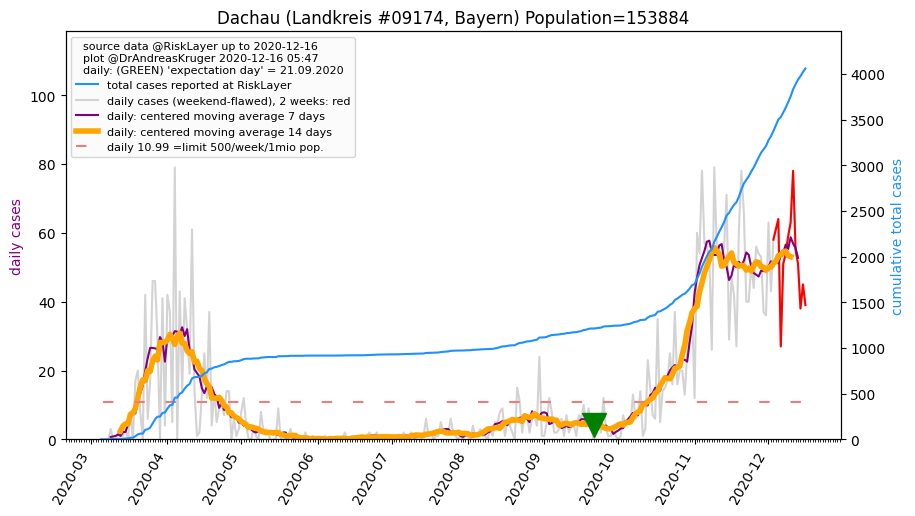 Dachau (Landkreis #09174, Bayern) Population=153884
source data @RiskLayer up to 2020-12-16
plot @DrAndreasKruger 2020-12-16 05:47
daily: (GREEN) 'expectation day' = 21.09.2020
total cases reported at RiskLayer
daily cases (weekend-flawed), 2 weeks: red
daily: centered moving average 7 days
daily: centered moving average 14 days
daily 10.99 =limit 500/week/1mio pop.
daily cases
100
80
60
40
20
0
cumulative total cases
4000
3500
3000
2500
2000
1500
1000
500
0
2020-03
2020-04
2020-05
2020-06
2020-07
2020-08
2020-09
2020-10
2020-11
2020-12